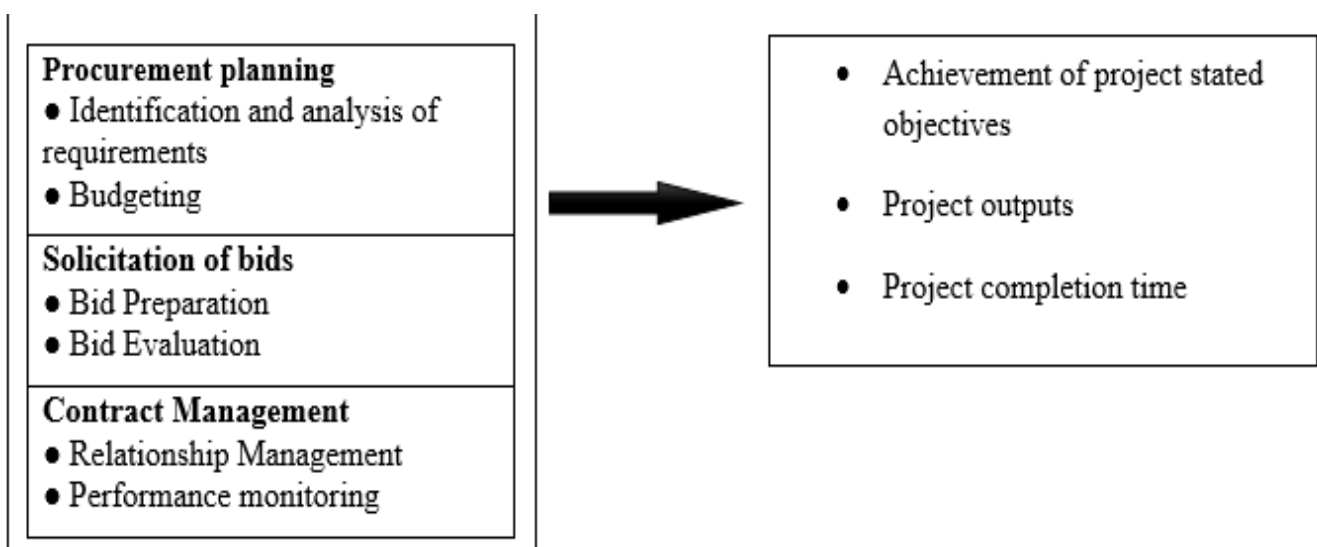 Procurement planning
● Identification and analysis of
requirements
● Budgeting
Solicitation of bids
● Bid Preparation
● Bid Evaluation
Contract Management
● Relationship Management
● Performance monitoring
● Achievement of project stated
objectives
● Project outputs
● Project completion time